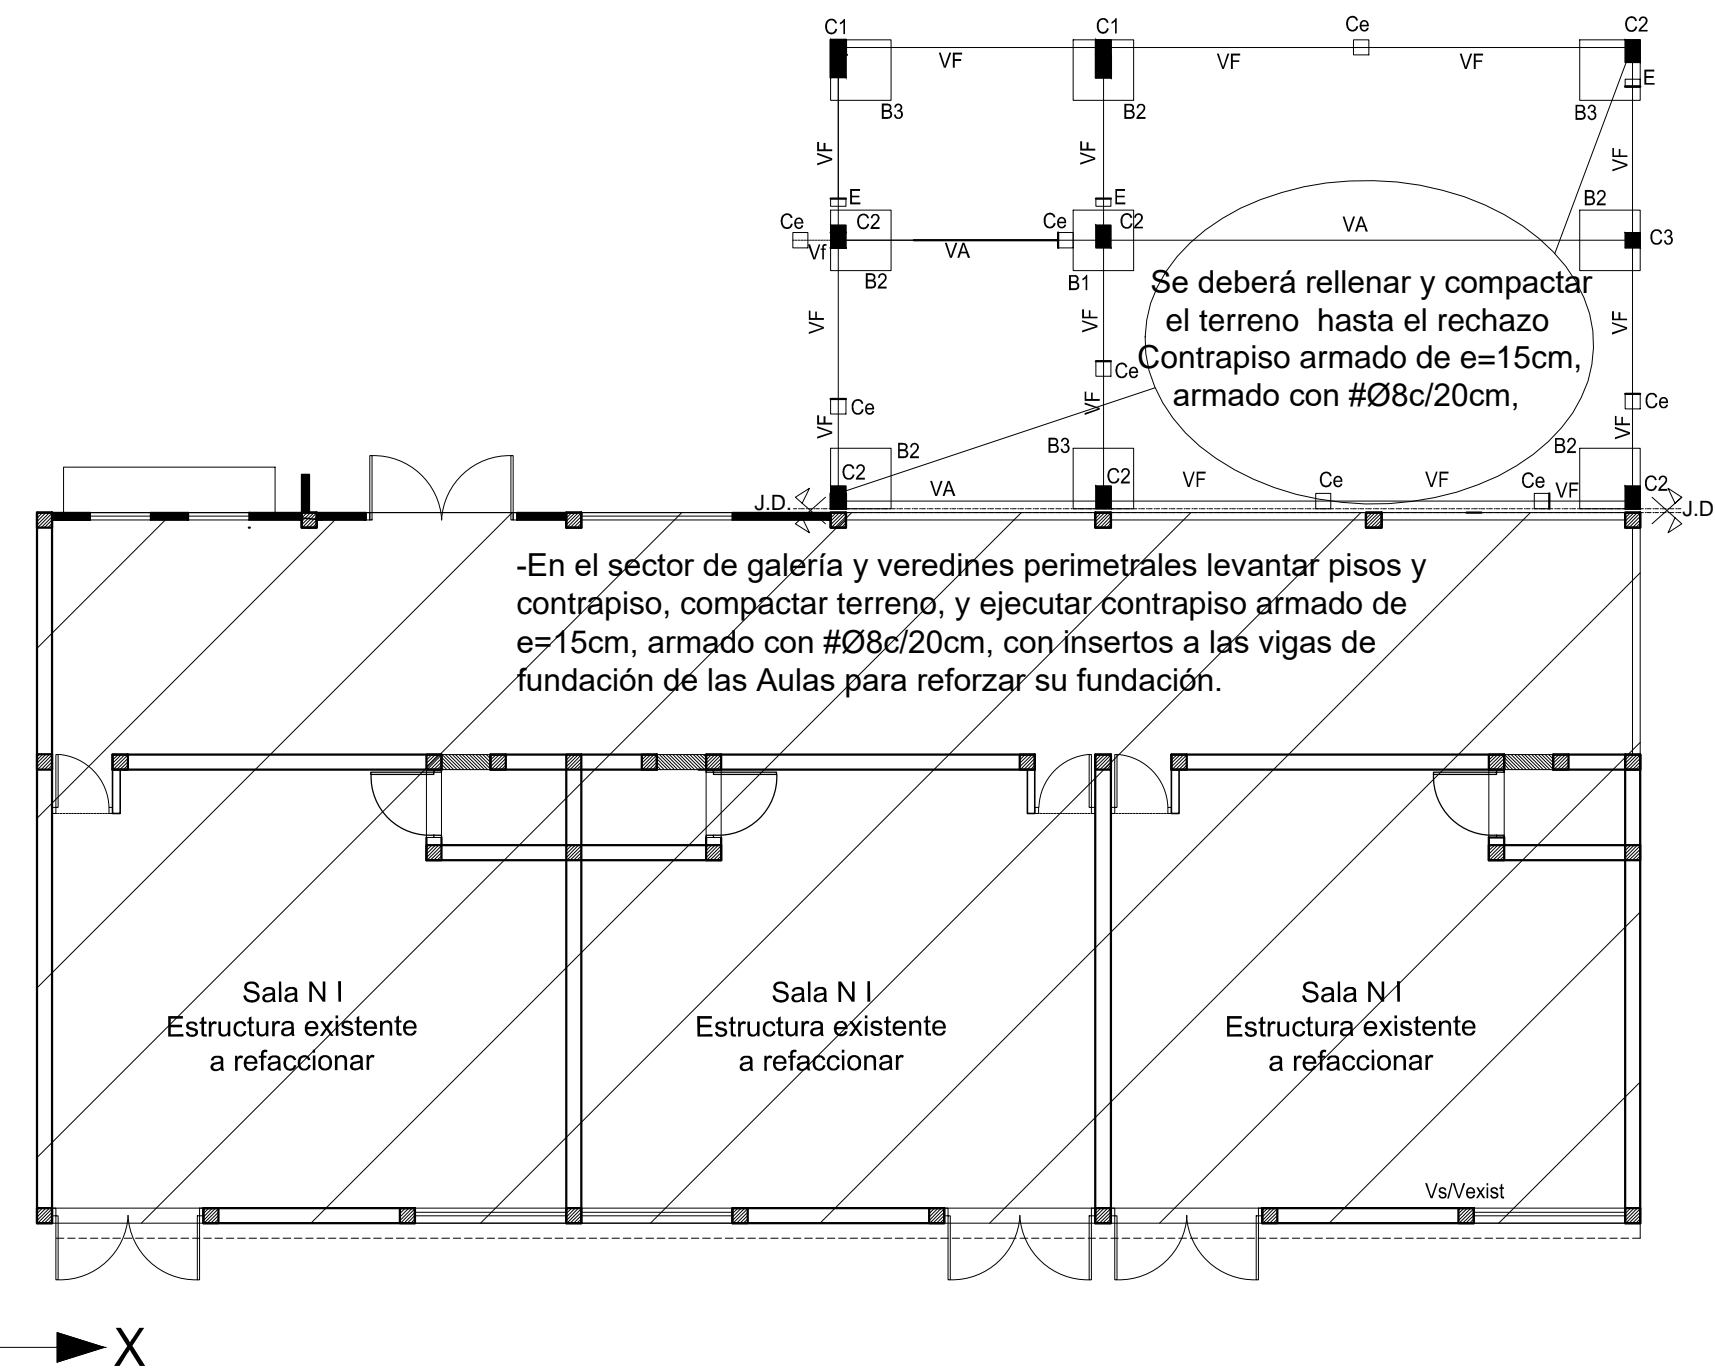 C1
C1
Ce
C2
VF
VF
VF
E
B3
B2
B3
VF
VF
VF
E
E
B2
Ce
C2
Ce
C2
VA
C3
Vf
VA
B2
B1
Se deberá rellenar y compactar
el terreno hasta el rechazo
Contrapiso armado de e=15cm,
armado con #Ø8c/20cm,
VF
VF
VF
Ce
Ce
VF
Ce
VF
VF
B2
B3
B2
C2
VA
C2
VF
Ce
VF
Ce
VF
C2
J.D.
J.D
-En el sector de galería y veredines perimetrales levantar pisos y
contrapiso, compactar terreno, y ejecutar contrapiso armado de
e=15cm, armado con #Ø8c/20cm, con insertos a las vigas de
fundación de las Aulas para reforzar su fundación.
Sala N I
Estructura existente
a refaccionar
Sala N I
Estructura existente
a refaccionar
Sala N I
Estructura existente
a refaccionar
Vs/Vexist
X